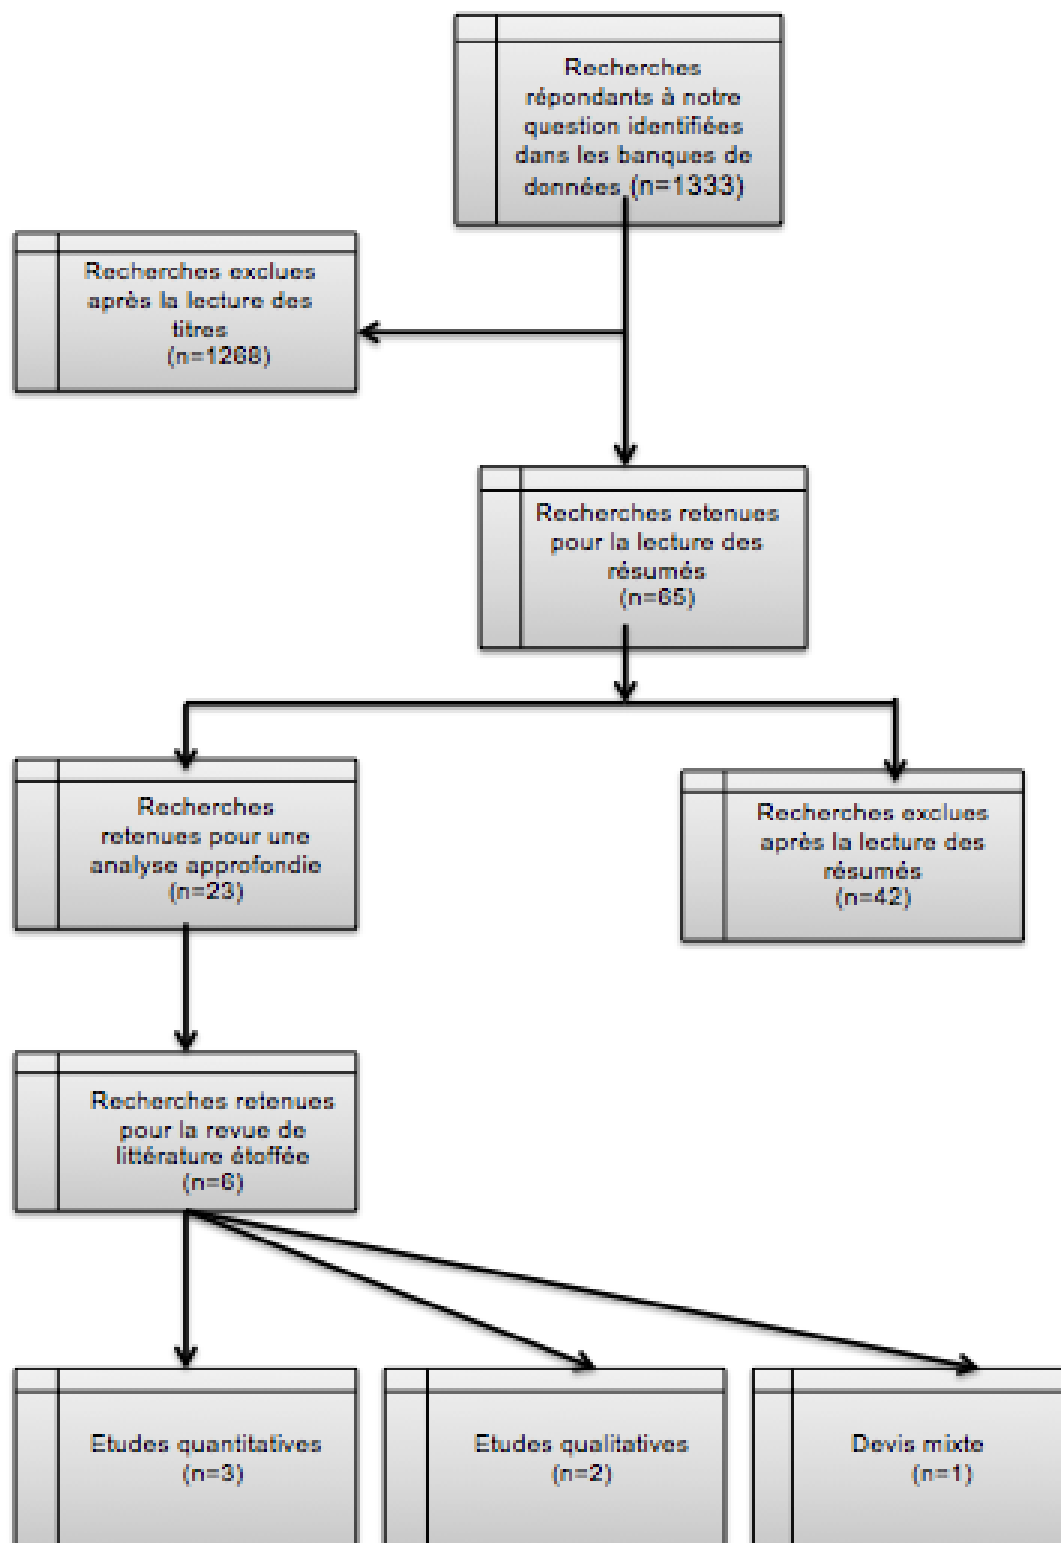 Recherches
répondants à notre
question identifiées
dans les banques de
données (n=1333)
Recherches exclues
après la lecture des
titres
(n=1268)
Recherches retenues
pour la lecture des
résumés
(n=65)
Recherches
retenues pour une
analyse approfondie
(n=23)
Recherches exclues
après la lecture des
résumés
(n=42)
Recherches retenues
pour la revue de
littérature étoffée
(n=6)
Etudes quantitatives
(n=3)
Etudes qualitatives
(n=2)
Devis mixte
(n=1)